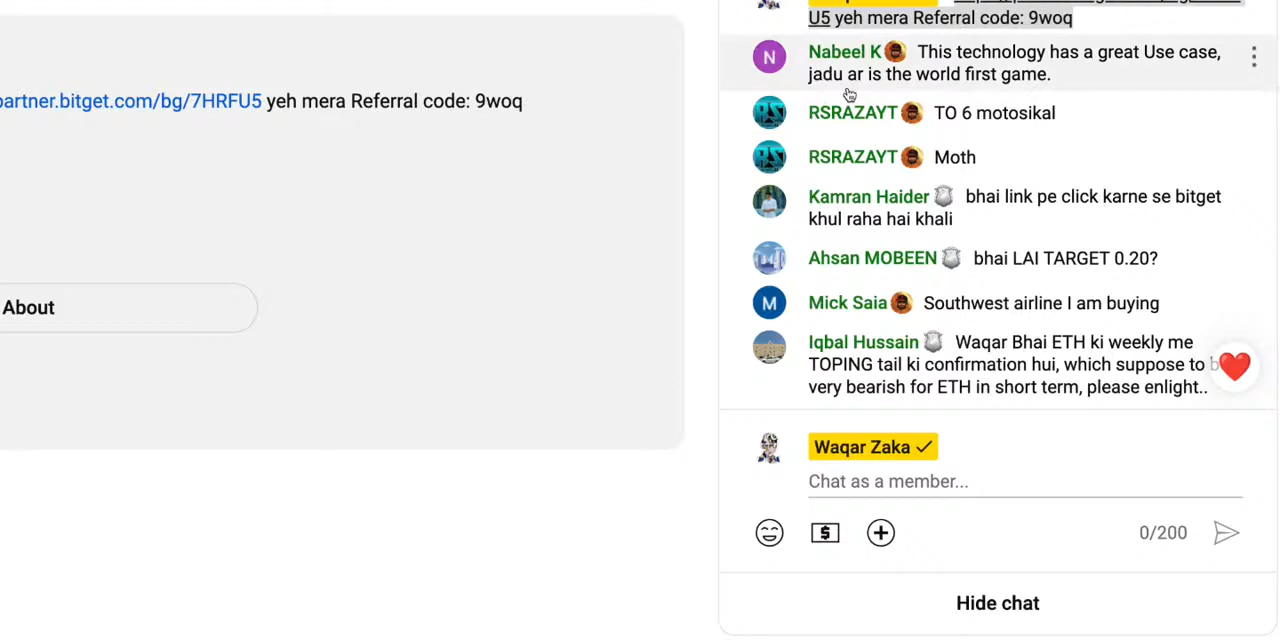 partner.bitget.com/bg/7HRFU5 yeh mera Referral code: 9woq
About
U5 yeh mera Referral code: 9woq
N
Nabeel K This technology has a great Use case,
jadu ar is the world first game.
RSRAZAYT TO 6 motosikal
RSRAZAYT Moth
Kamran Haider bhai link pe click karne se bitget
khul raha hai khali
Ahsan MOBEEN bhai LAI TARGET 0.20?
M
Mick Saia Southwest airline I am buying
Iqbal Hussain Waqar Bhai ETH ki weekly me
TOPING tail ki confirmation hui, which suppose to
very bearish for ETH in short term, please enlight..
Waqar Zaka
Chat as a member...
$
0/200
Hide chat